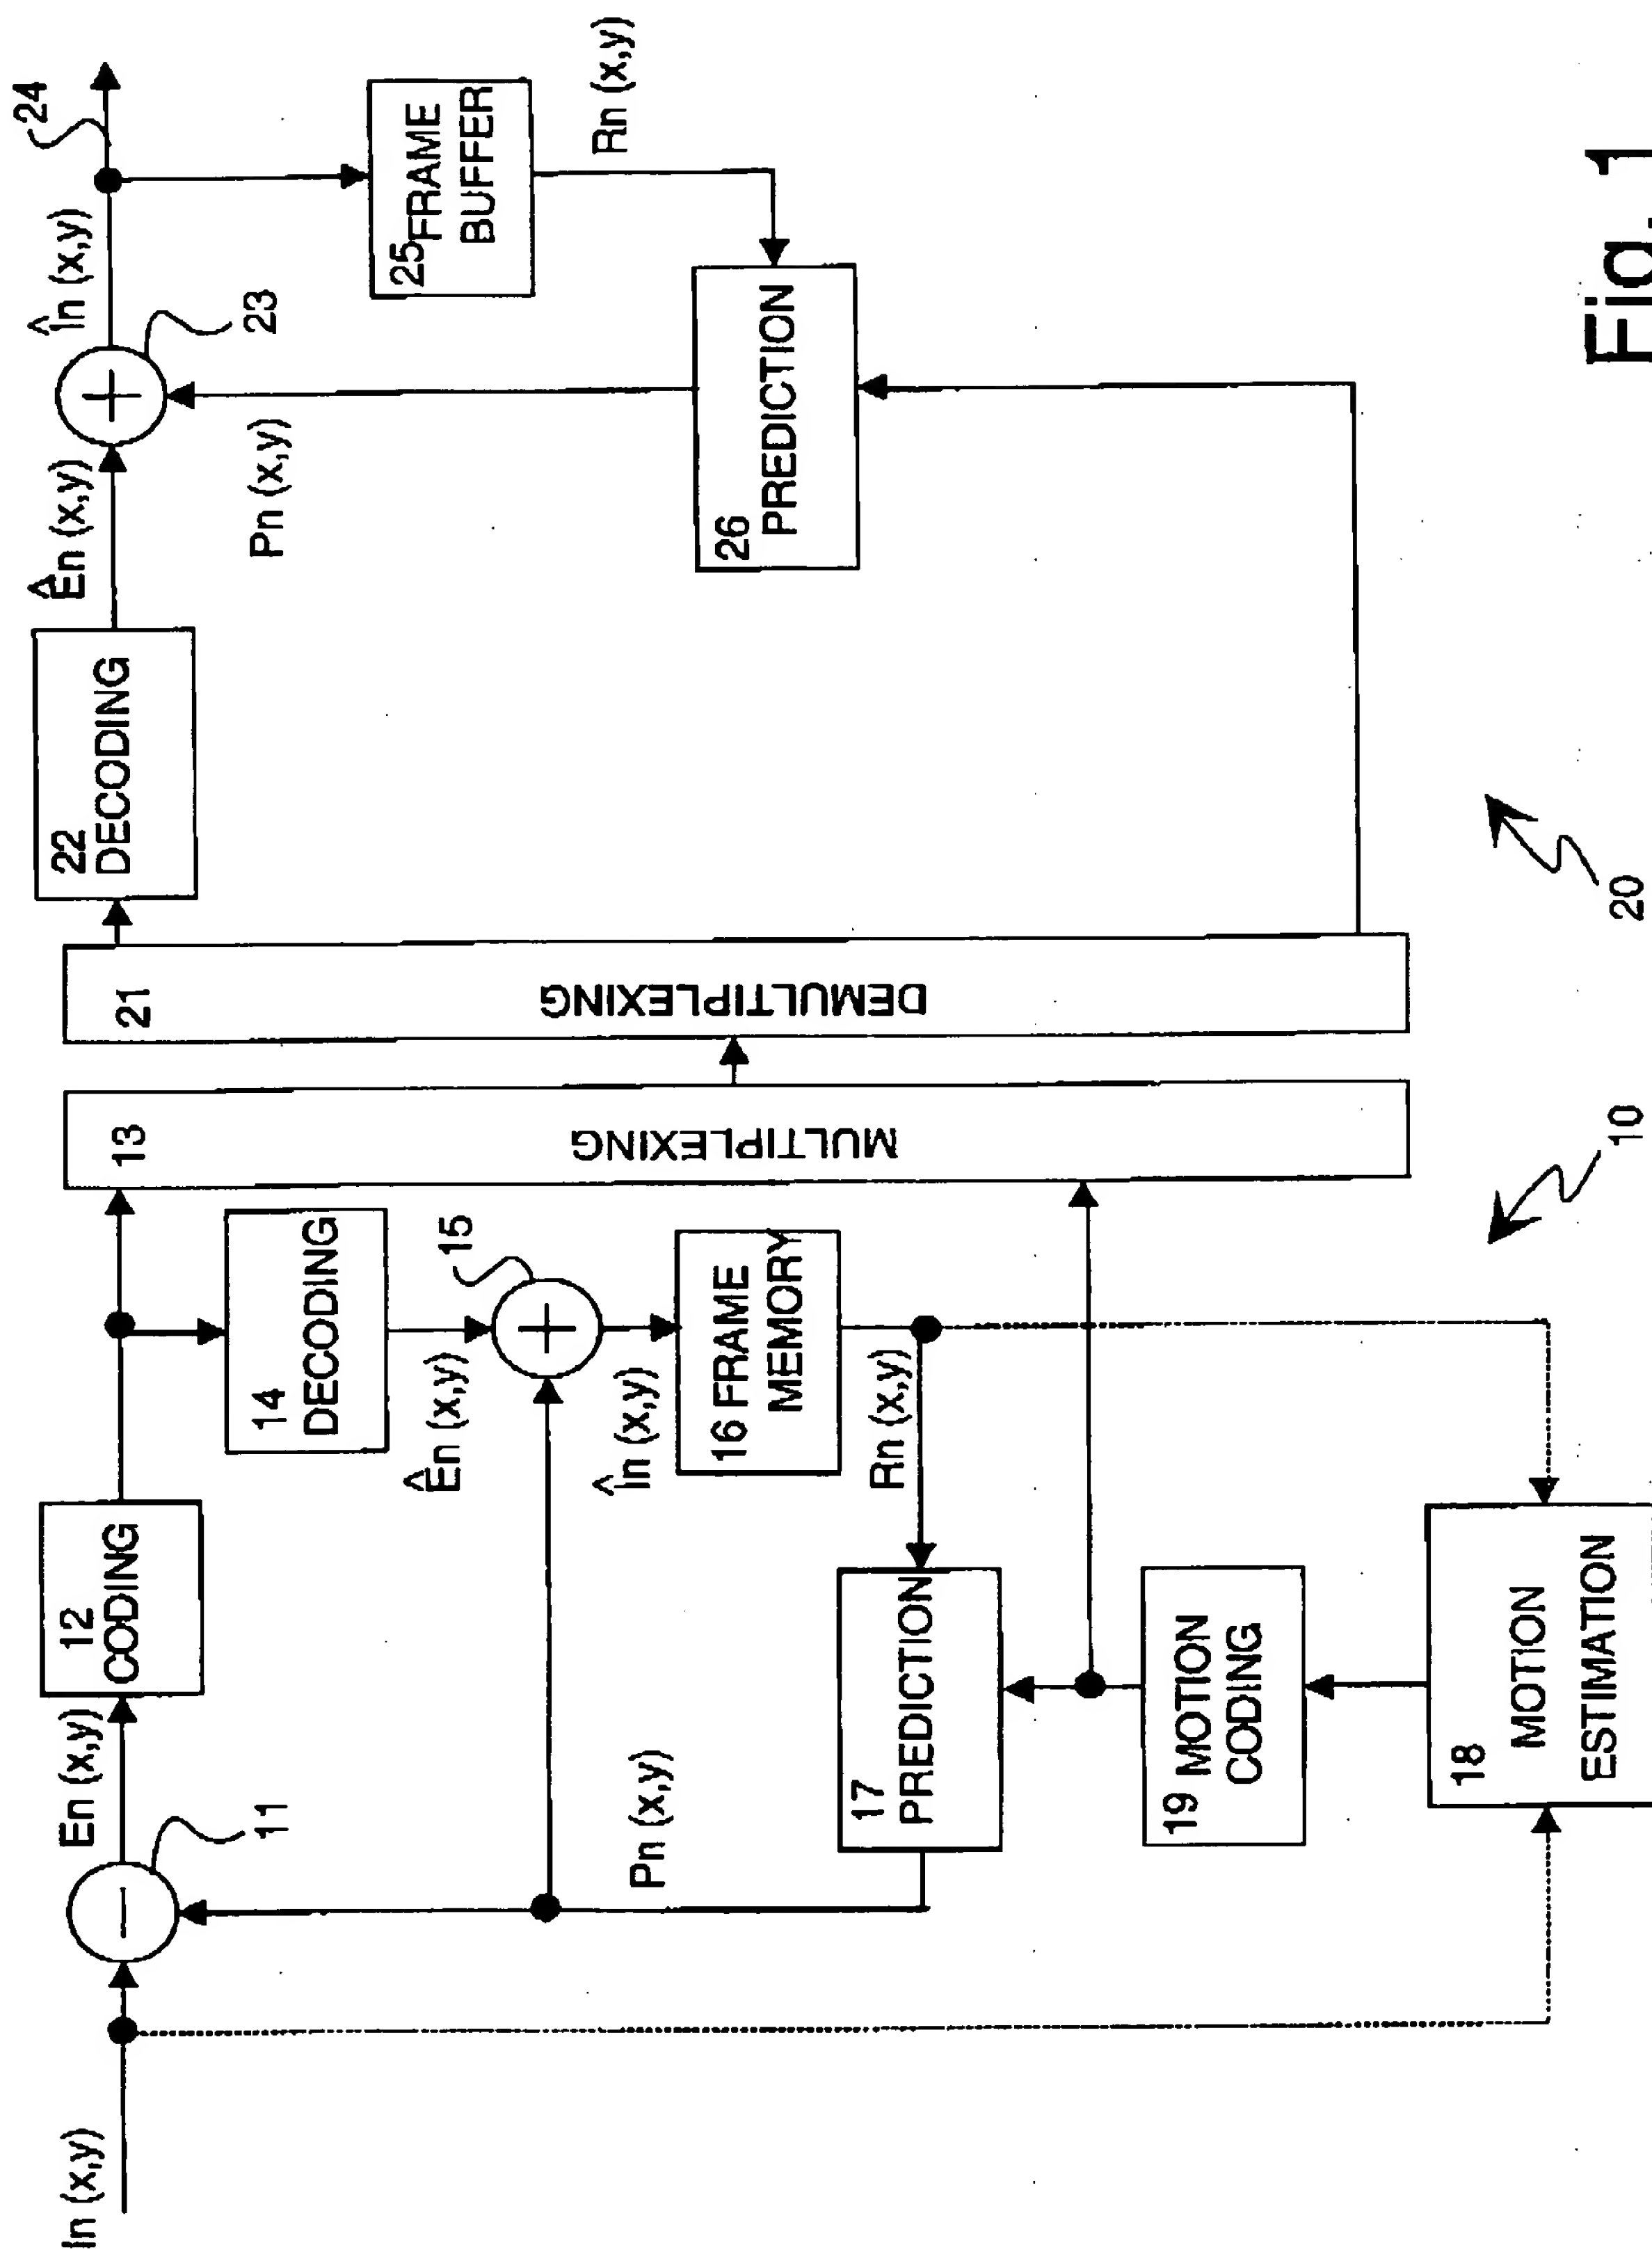 In (x,y)
11
En (x,y)
12
CODING
14
DECODING
Ên (x,y)
15
În (x,y)
16 FRAME
MEMORY
Rn (x,y)
17
PREDICTION
Pn (x,y)
19 MOTION
CODING
18
MOTION
ESTIMATION
13
MULTIPLEXING
10
21
DEMULTIPLEXING
20
22
DECODING
Ên (x,y)
23
În (x,y)
24
Pn (x,y)
25 FRAME
BUFFER
Rn (x,y)
26
PREDICTION
Fig. 1